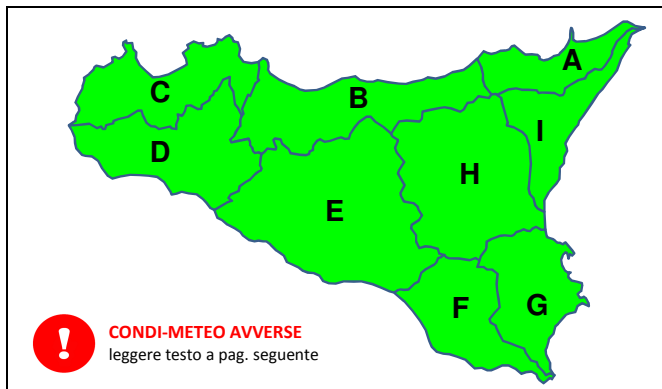 A
C
B
I
D
H
E
F
G
!
CONDI-METEO AVVERSE
leggere testo a pag. seguente